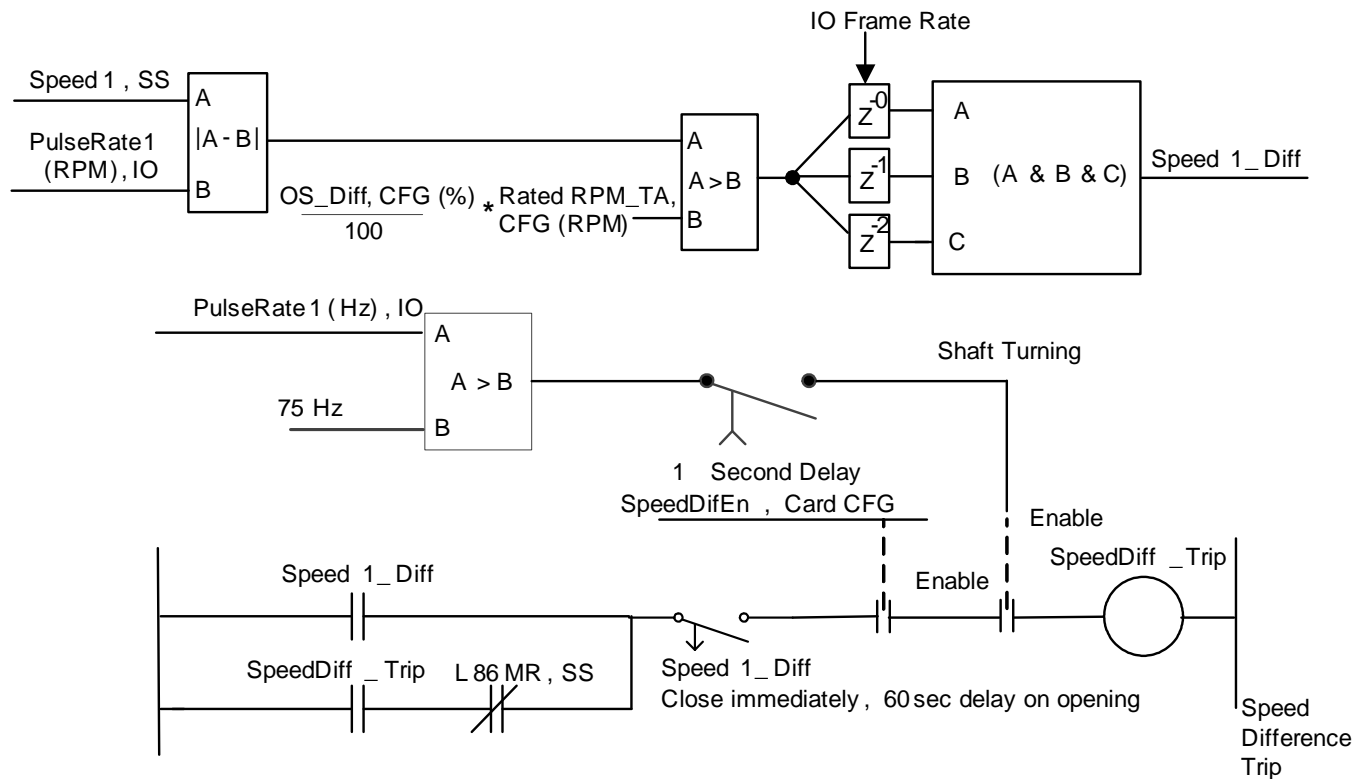 IO Frame Rate
Speed 1 , SS
A
|A - B|
B
PulseRate1
(RPM) , IO
OS_Diff, CFG (%)
100
* Rated RPM_TA,
CFG (RPM)
A
A > B
B
Z-0
Z-1
Z-2
A
B (A & B & C)
C
Speed 1_ Diff
PulseRate1 (Hz) , IO
A
A > B
B
75 Hz
Shaft Turning
1 Second Delay
SpeedDifEn , Card CFG
Enable
Enable
SpeedDiff _Trip
Speed 1_ Diff
SpeedDiff _ Trip
L 86 MR , SS
Speed 1_ Diff
Close immediately , 60 sec delay on opening
Speed
Difference
Trip